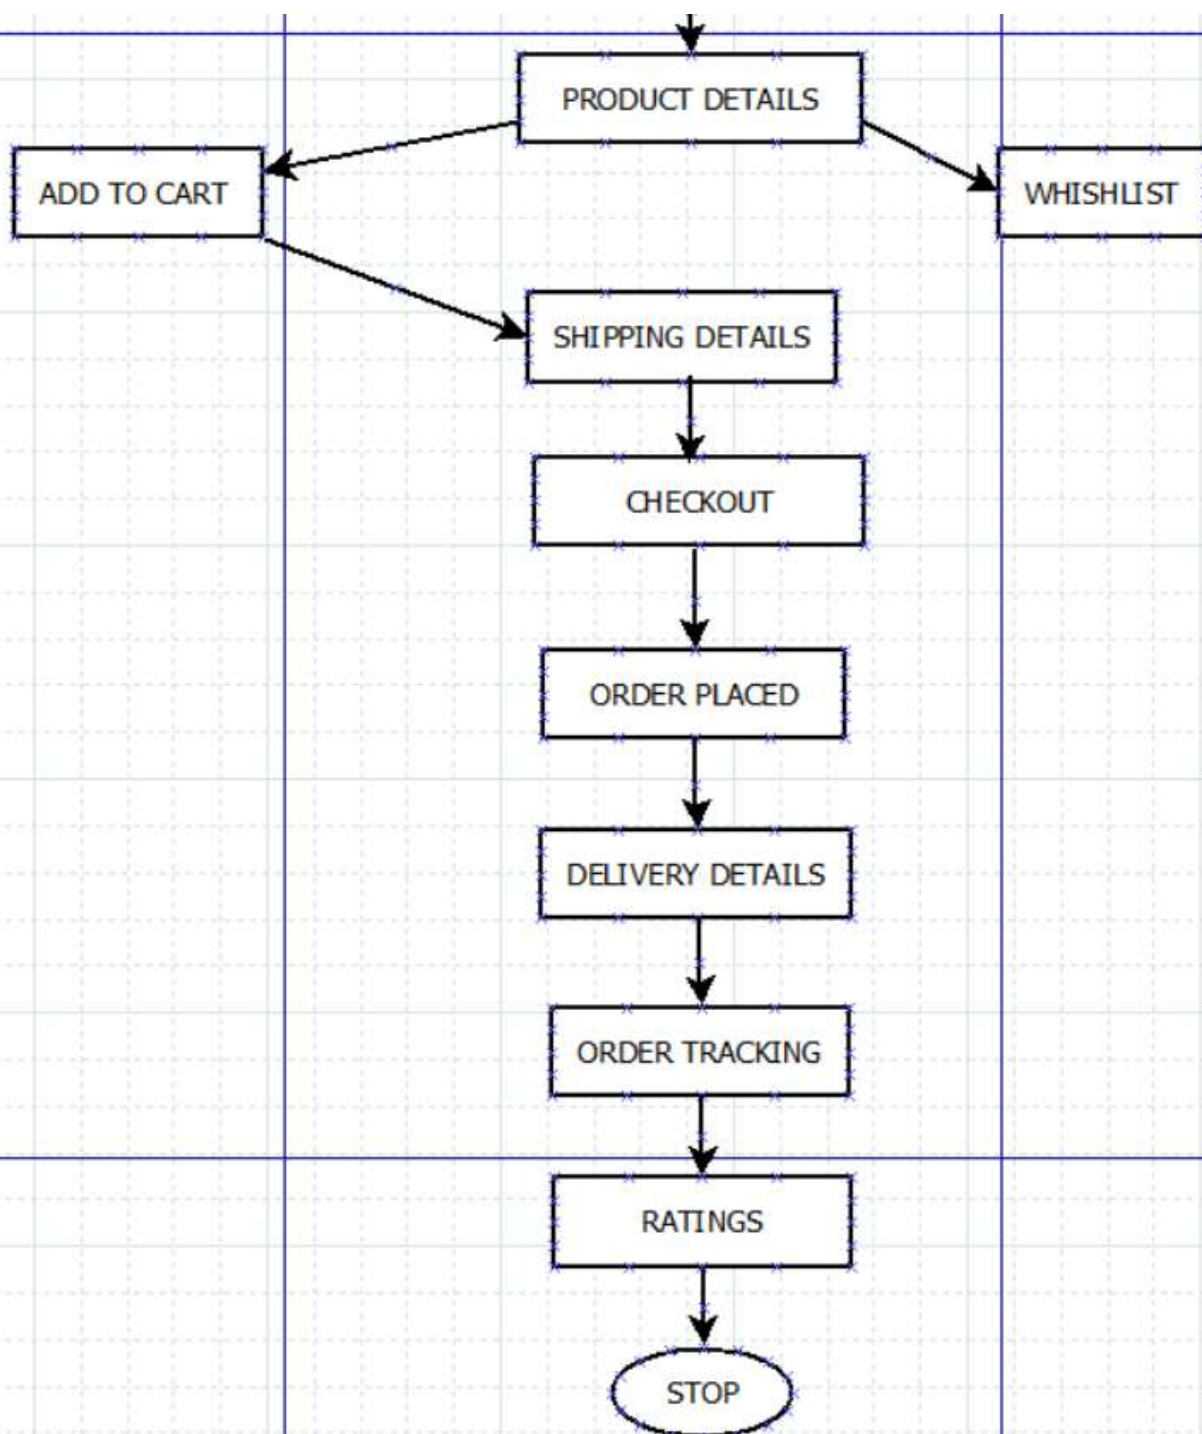 PRODUCT DETAILS
ADD TO CART
WHISHLIST
SHIPPING DETAILS
CHECKOUT
ORDER PLACED
DELIVERY DETAILS
ORDER TRACKING
RATINGS
STOP